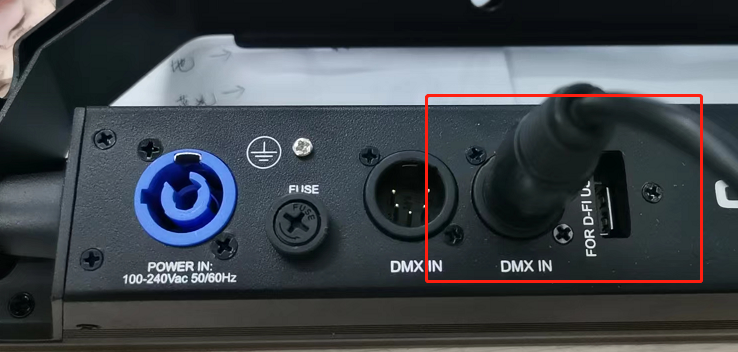 FUSE
FUSE
POWER IN:
100-240Vac 50/60Hz
DMX IN
DMX IN
FOR D-FI